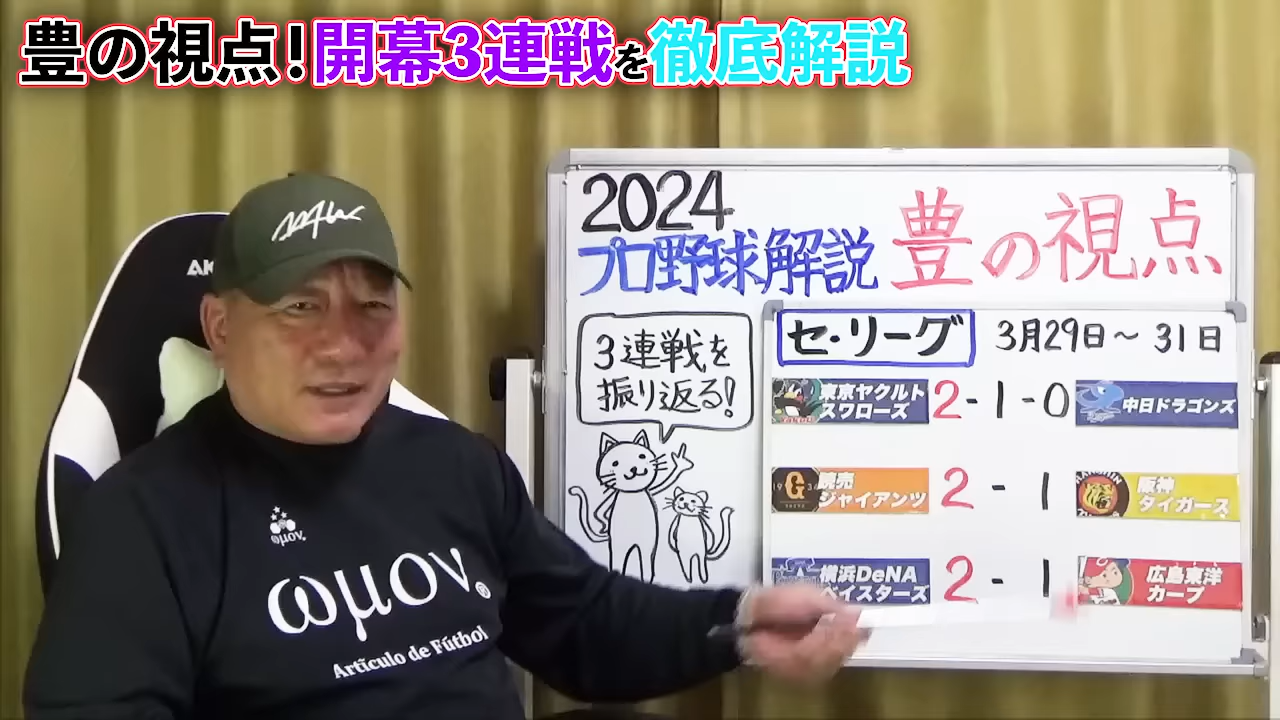 豊の視点!開幕3連戦を徹底解説
2024
プロ野球解説 豊の視点
3連戦を
振り返る!
セ・リーグ 3月29日～31日
東京ヤクルト
スワローズ 2-1-0 中日ドラゴンズ
読売
ジャイアンツ 2-1 阪神
タイガース
横浜DeNA
ベイスターズ 2-1 広島東洋
カープ
AK
ωμον
ωμον
Artículo de Fútbol